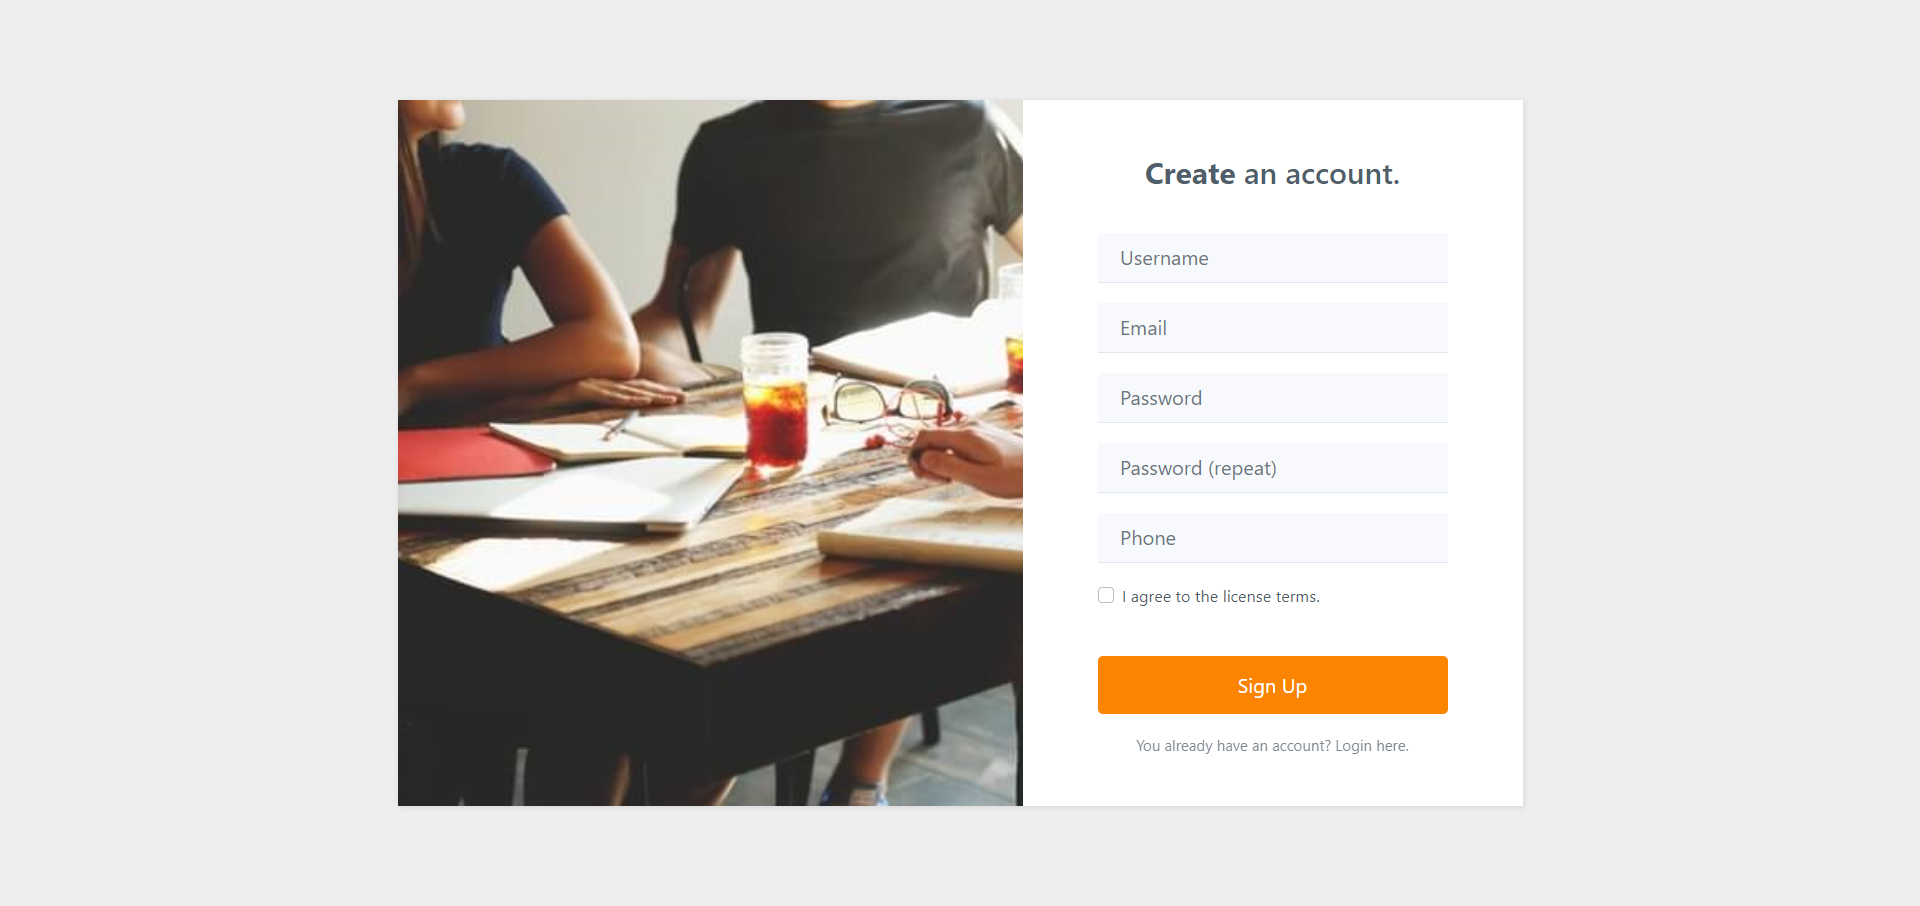 Create an account.
Username
Email
Password
Password (repeat)
Phone
I agree to the license terms.
Sign Up
You already have an account? Login here.